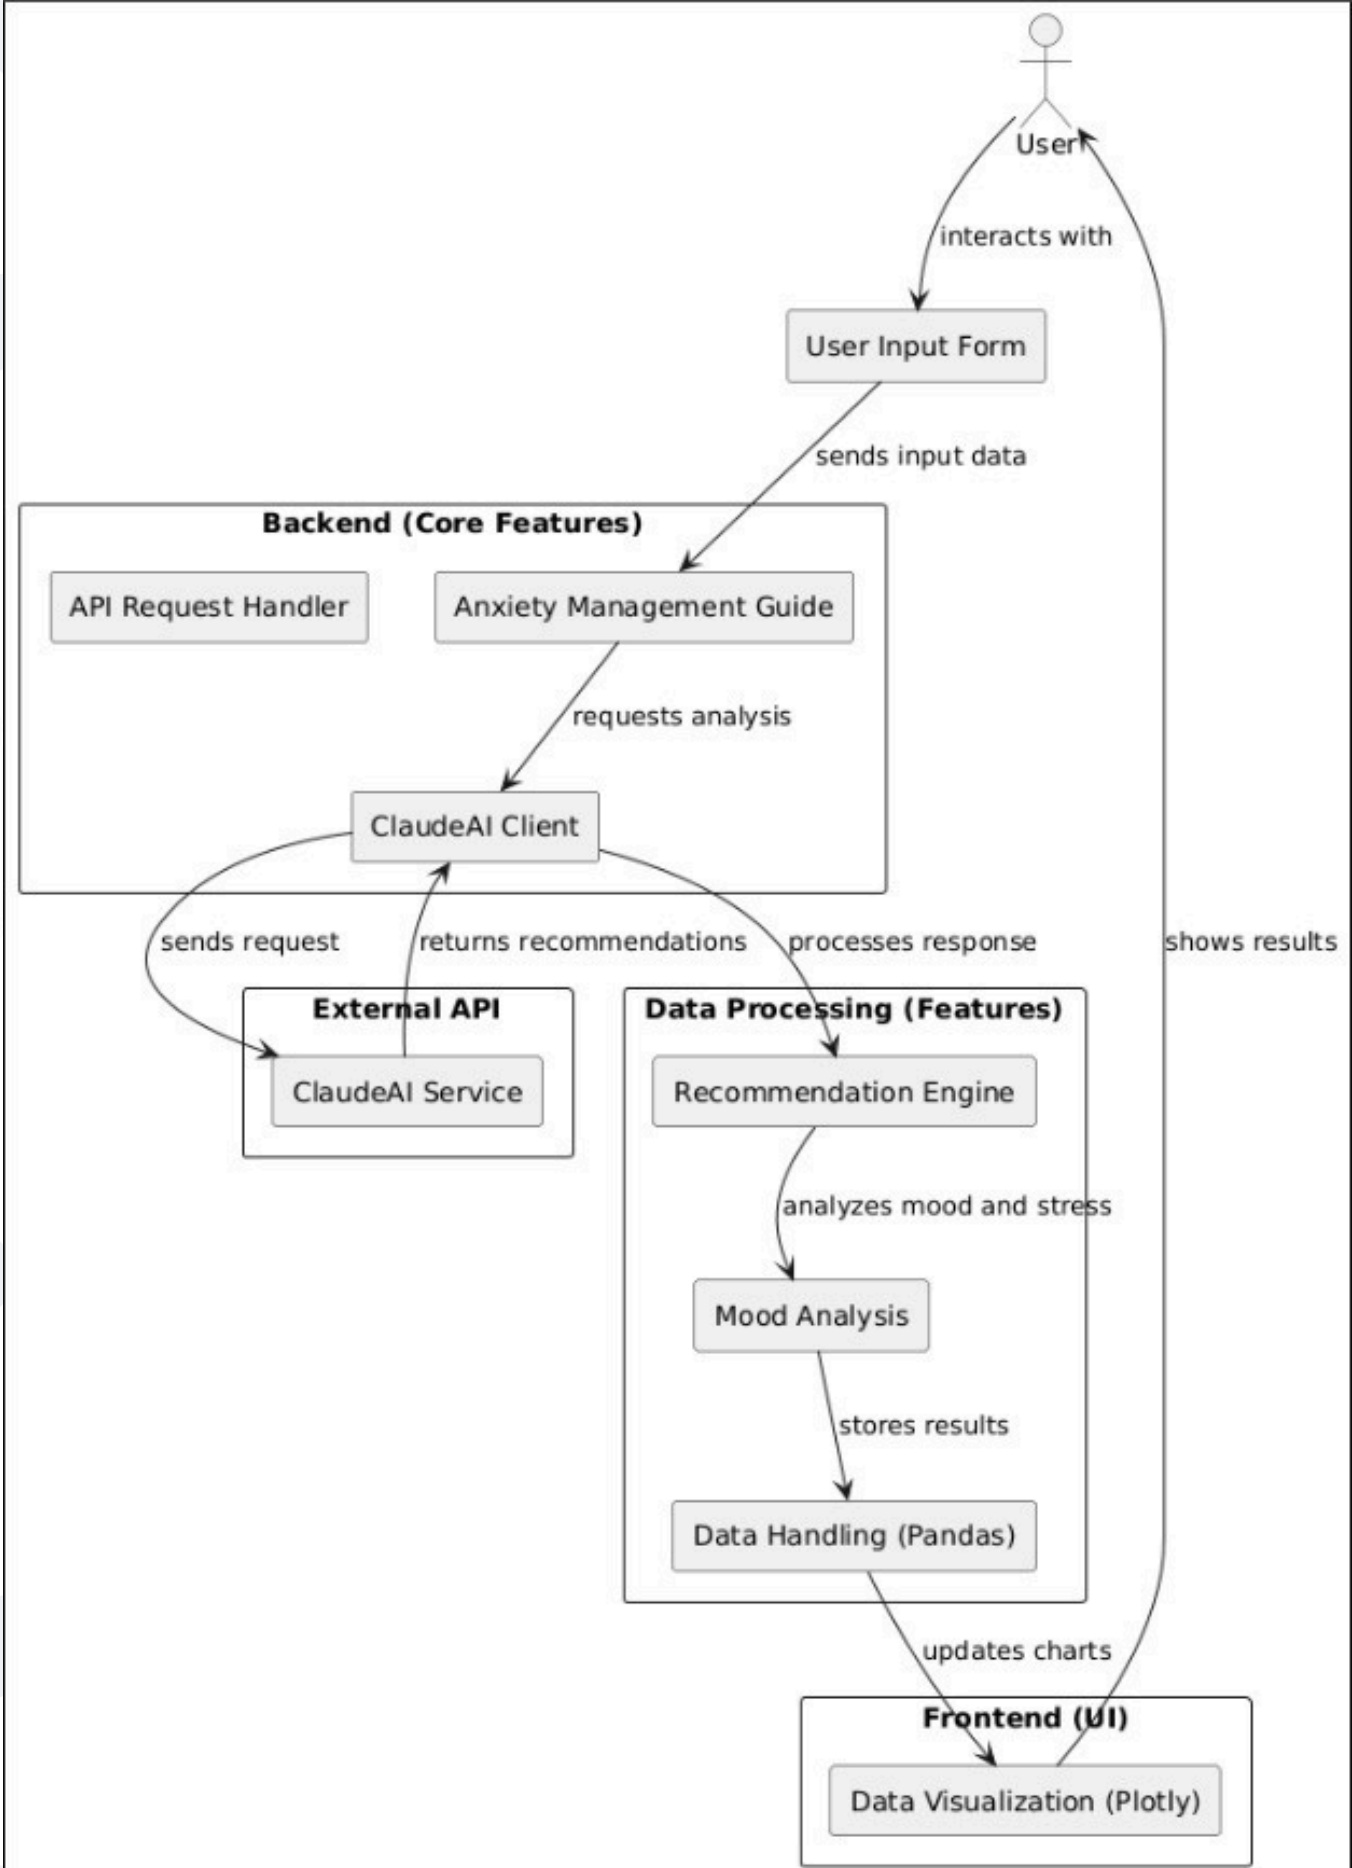 User
interacts with
User Input Form
sends input data
Backend (Core Features)
API Request Handler
Anxiety Management Guide
requests analysis
ClaudeAI Client
sends request
returns recommendations
processes response
shows results
External API
Data Processing (Features)
ClaudeAI Service
Recommendation Engine
analyzes mood and stress
Mood Analysis
stores results
Data Handling (Pandas)
updates charts
Frontend (UI)
Data Visualization (Plotly)